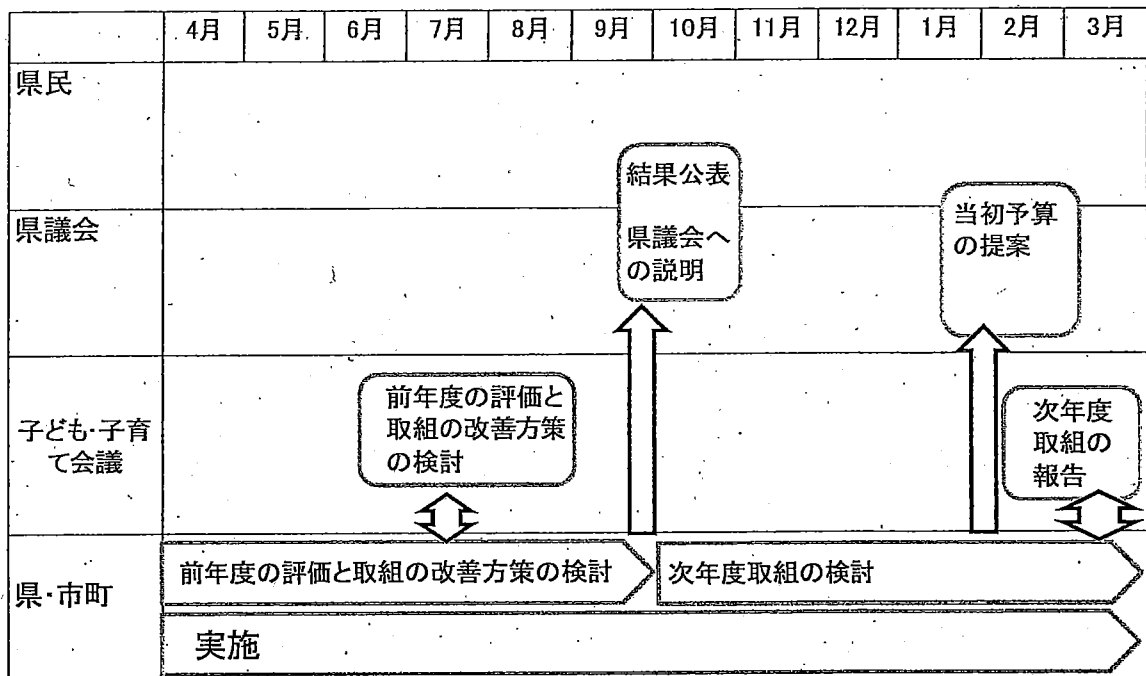 4月 5月 6月 7月 8月 9月 10月 11月 12月 1月 2月 3月
県民
結果公表
県議会
県議会へ
の説明
当初予算
の提案
子ども・子育
て会議
前年度の評価と
取組の改善方策
の検討
次年度
取組の
報告
県・市町
前年度の評価と取組の改善方策の検討
次年度取組の検討
実施